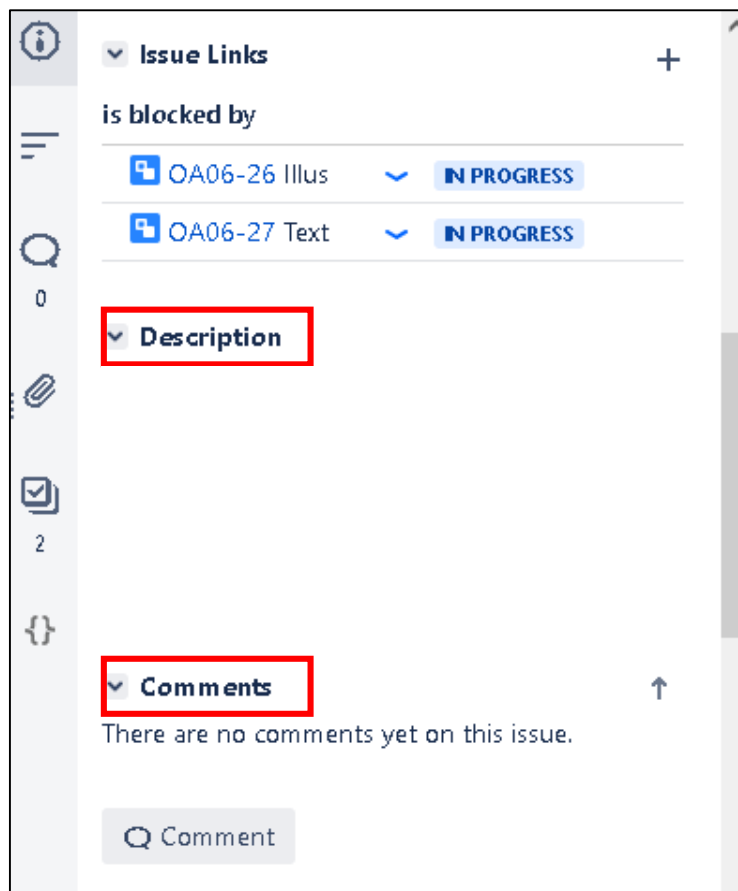 Issue Links
is blocked by
OA06-26 Illus IN PROGRESS
OA06-27 Text IN PROGRESS
0
Description
2
{}
Comments
There are no comments yet on this issue.
Comment